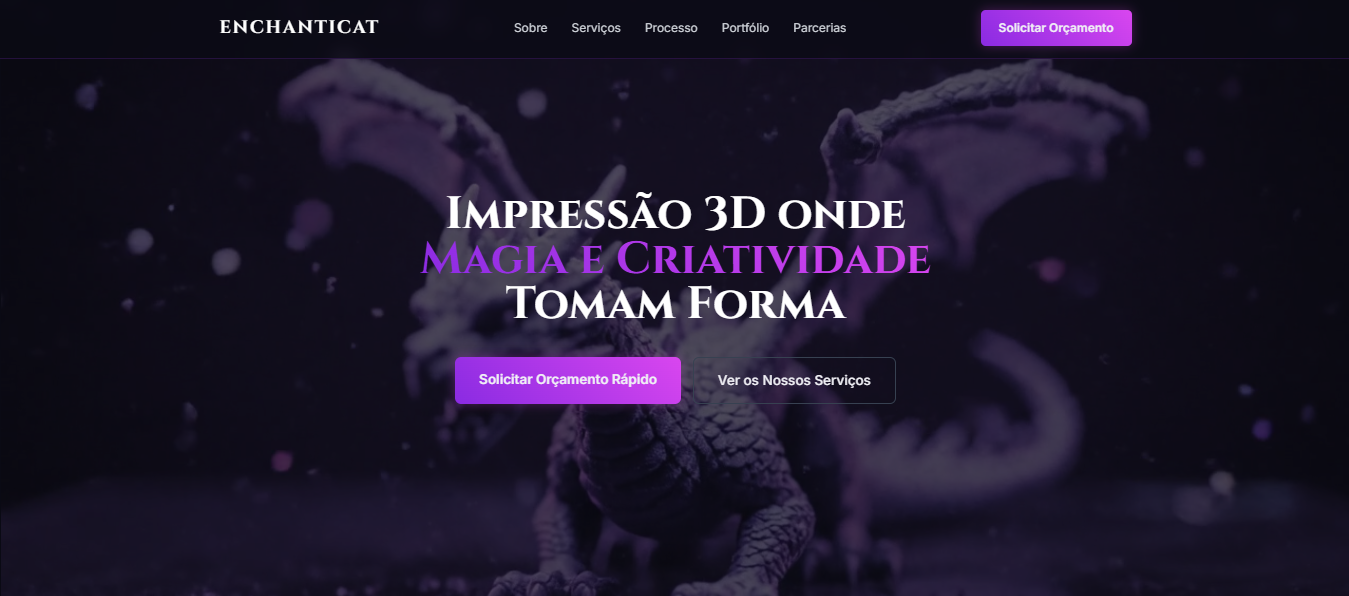 ENCHANTICAT
Sobre
Serviços
Processo
Portfólio
Parcerias
Solicitar Orçamento
Impressão 3D onde
Magia e Criatividade
Tomam Forma
Solicitar Orçamento Rápido
Ver os Nossos Serviços